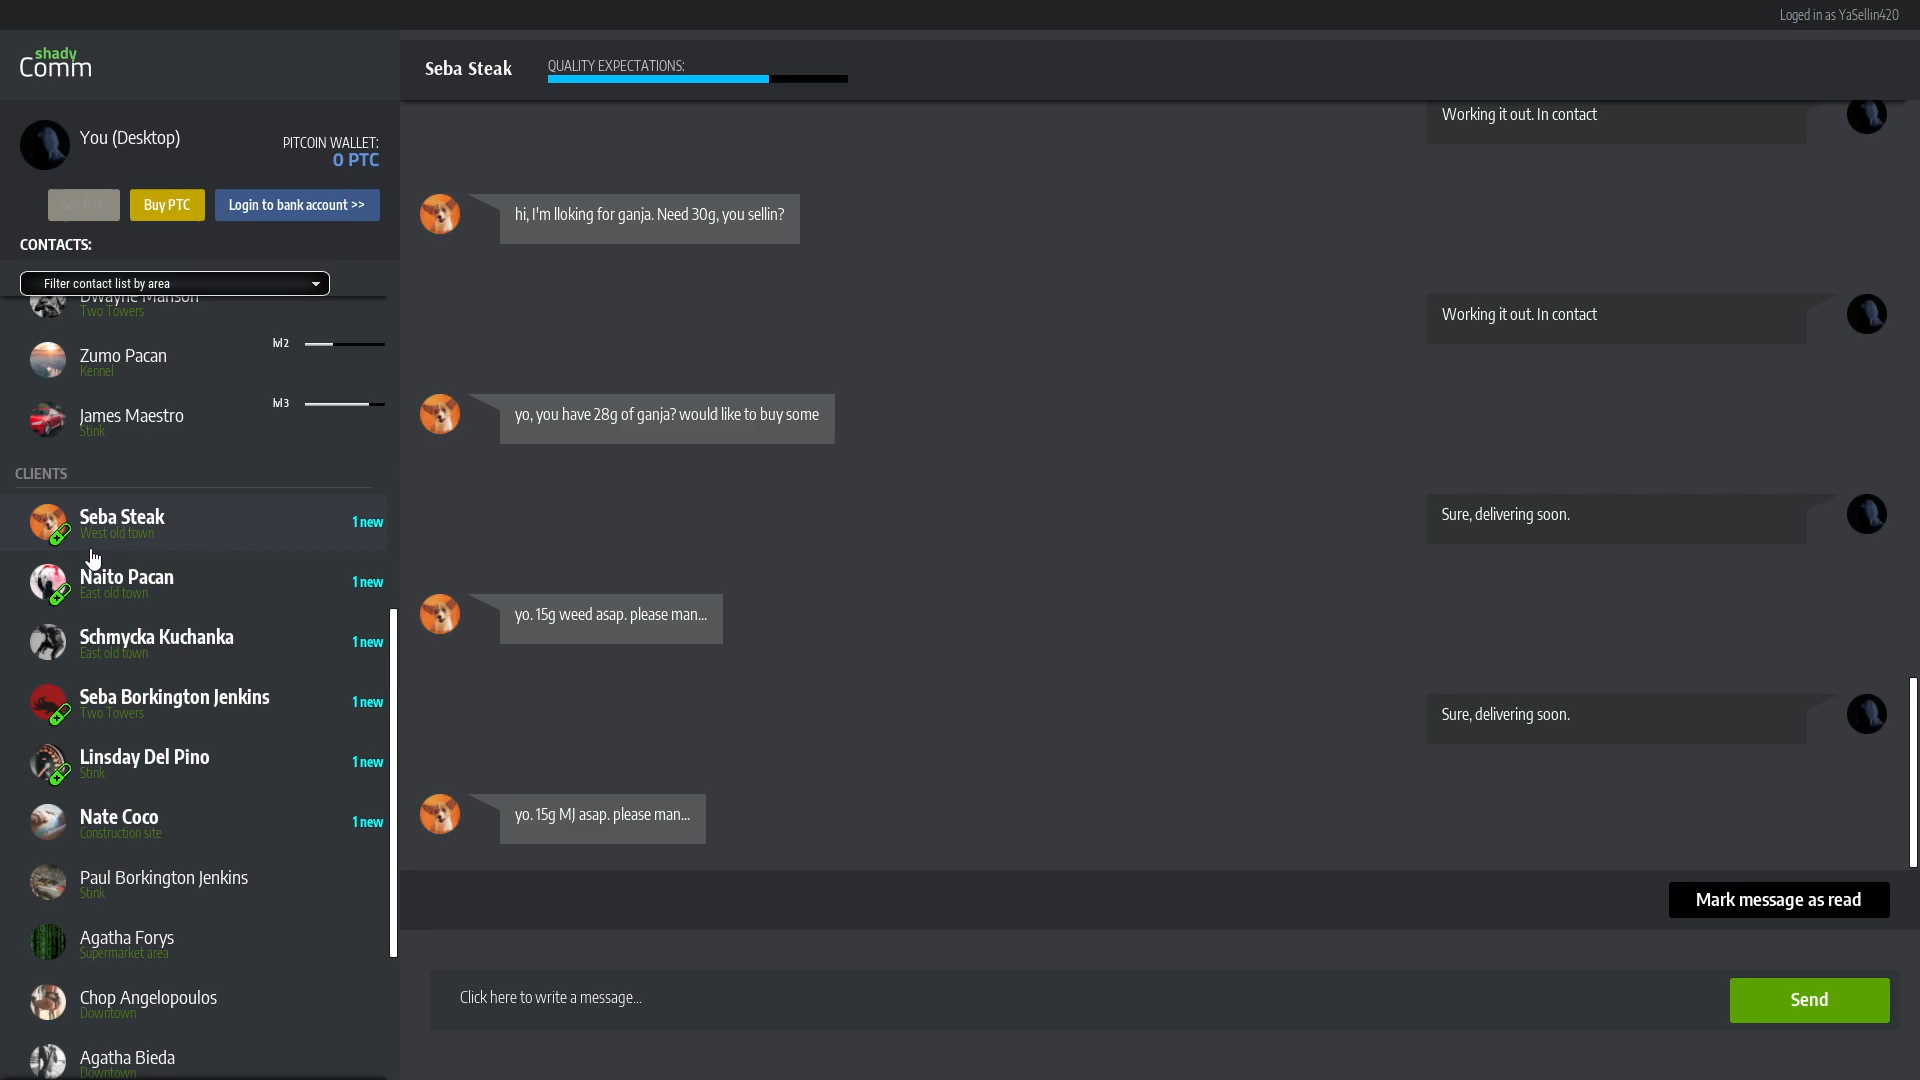 Loged in as YaSellin420
shady
Comm
Seba Steak
QUALITY EXPECTATIONS:
You (Desktop)
PITCOIN WALLET:
0 PTC
Buy PTC
Login to bank account >>
CONTACTS:
Filter contact list by area
Dwayne Manson
Two Towers
Zumo Pacan
lvl 2
Kennel
James Maestro
lvl 3
Stink
CLIENTS
Seba Steak
1 new
West old town
Naito Pacan
1 new
East old town
Schmycka Kuchanka
1 new
East old town
Seba Borkington Jenkins
1 new
Two Towers
Linsday Del Pino
1 new
Stink
Nate Coco
1 new
Construction site
Paul Borkington Jenkins
Stink
Agatha Forys
Supermarket area
Chop Angelopoulos
Downtown
Agatha Bieda
Downtown
Working it out. In contact
hi, I'm lloking for ganja. Need 30g, you sellin?
Working it out. In contact
yo, you have 28g of ganja? would like to buy some
Sure, delivering soon.
yo. 15g weed asap. please man...
Sure, delivering soon.
yo. 15g MJ asap. please man...
Mark message as read
Click here to write a message...
Send